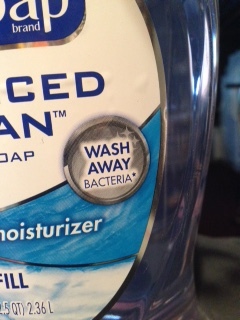 oap
brand
CED
AN™
OAP
WASH
AWAY
BACTERIA*
moisturizer
FILL
.5 QT) 2.36 L